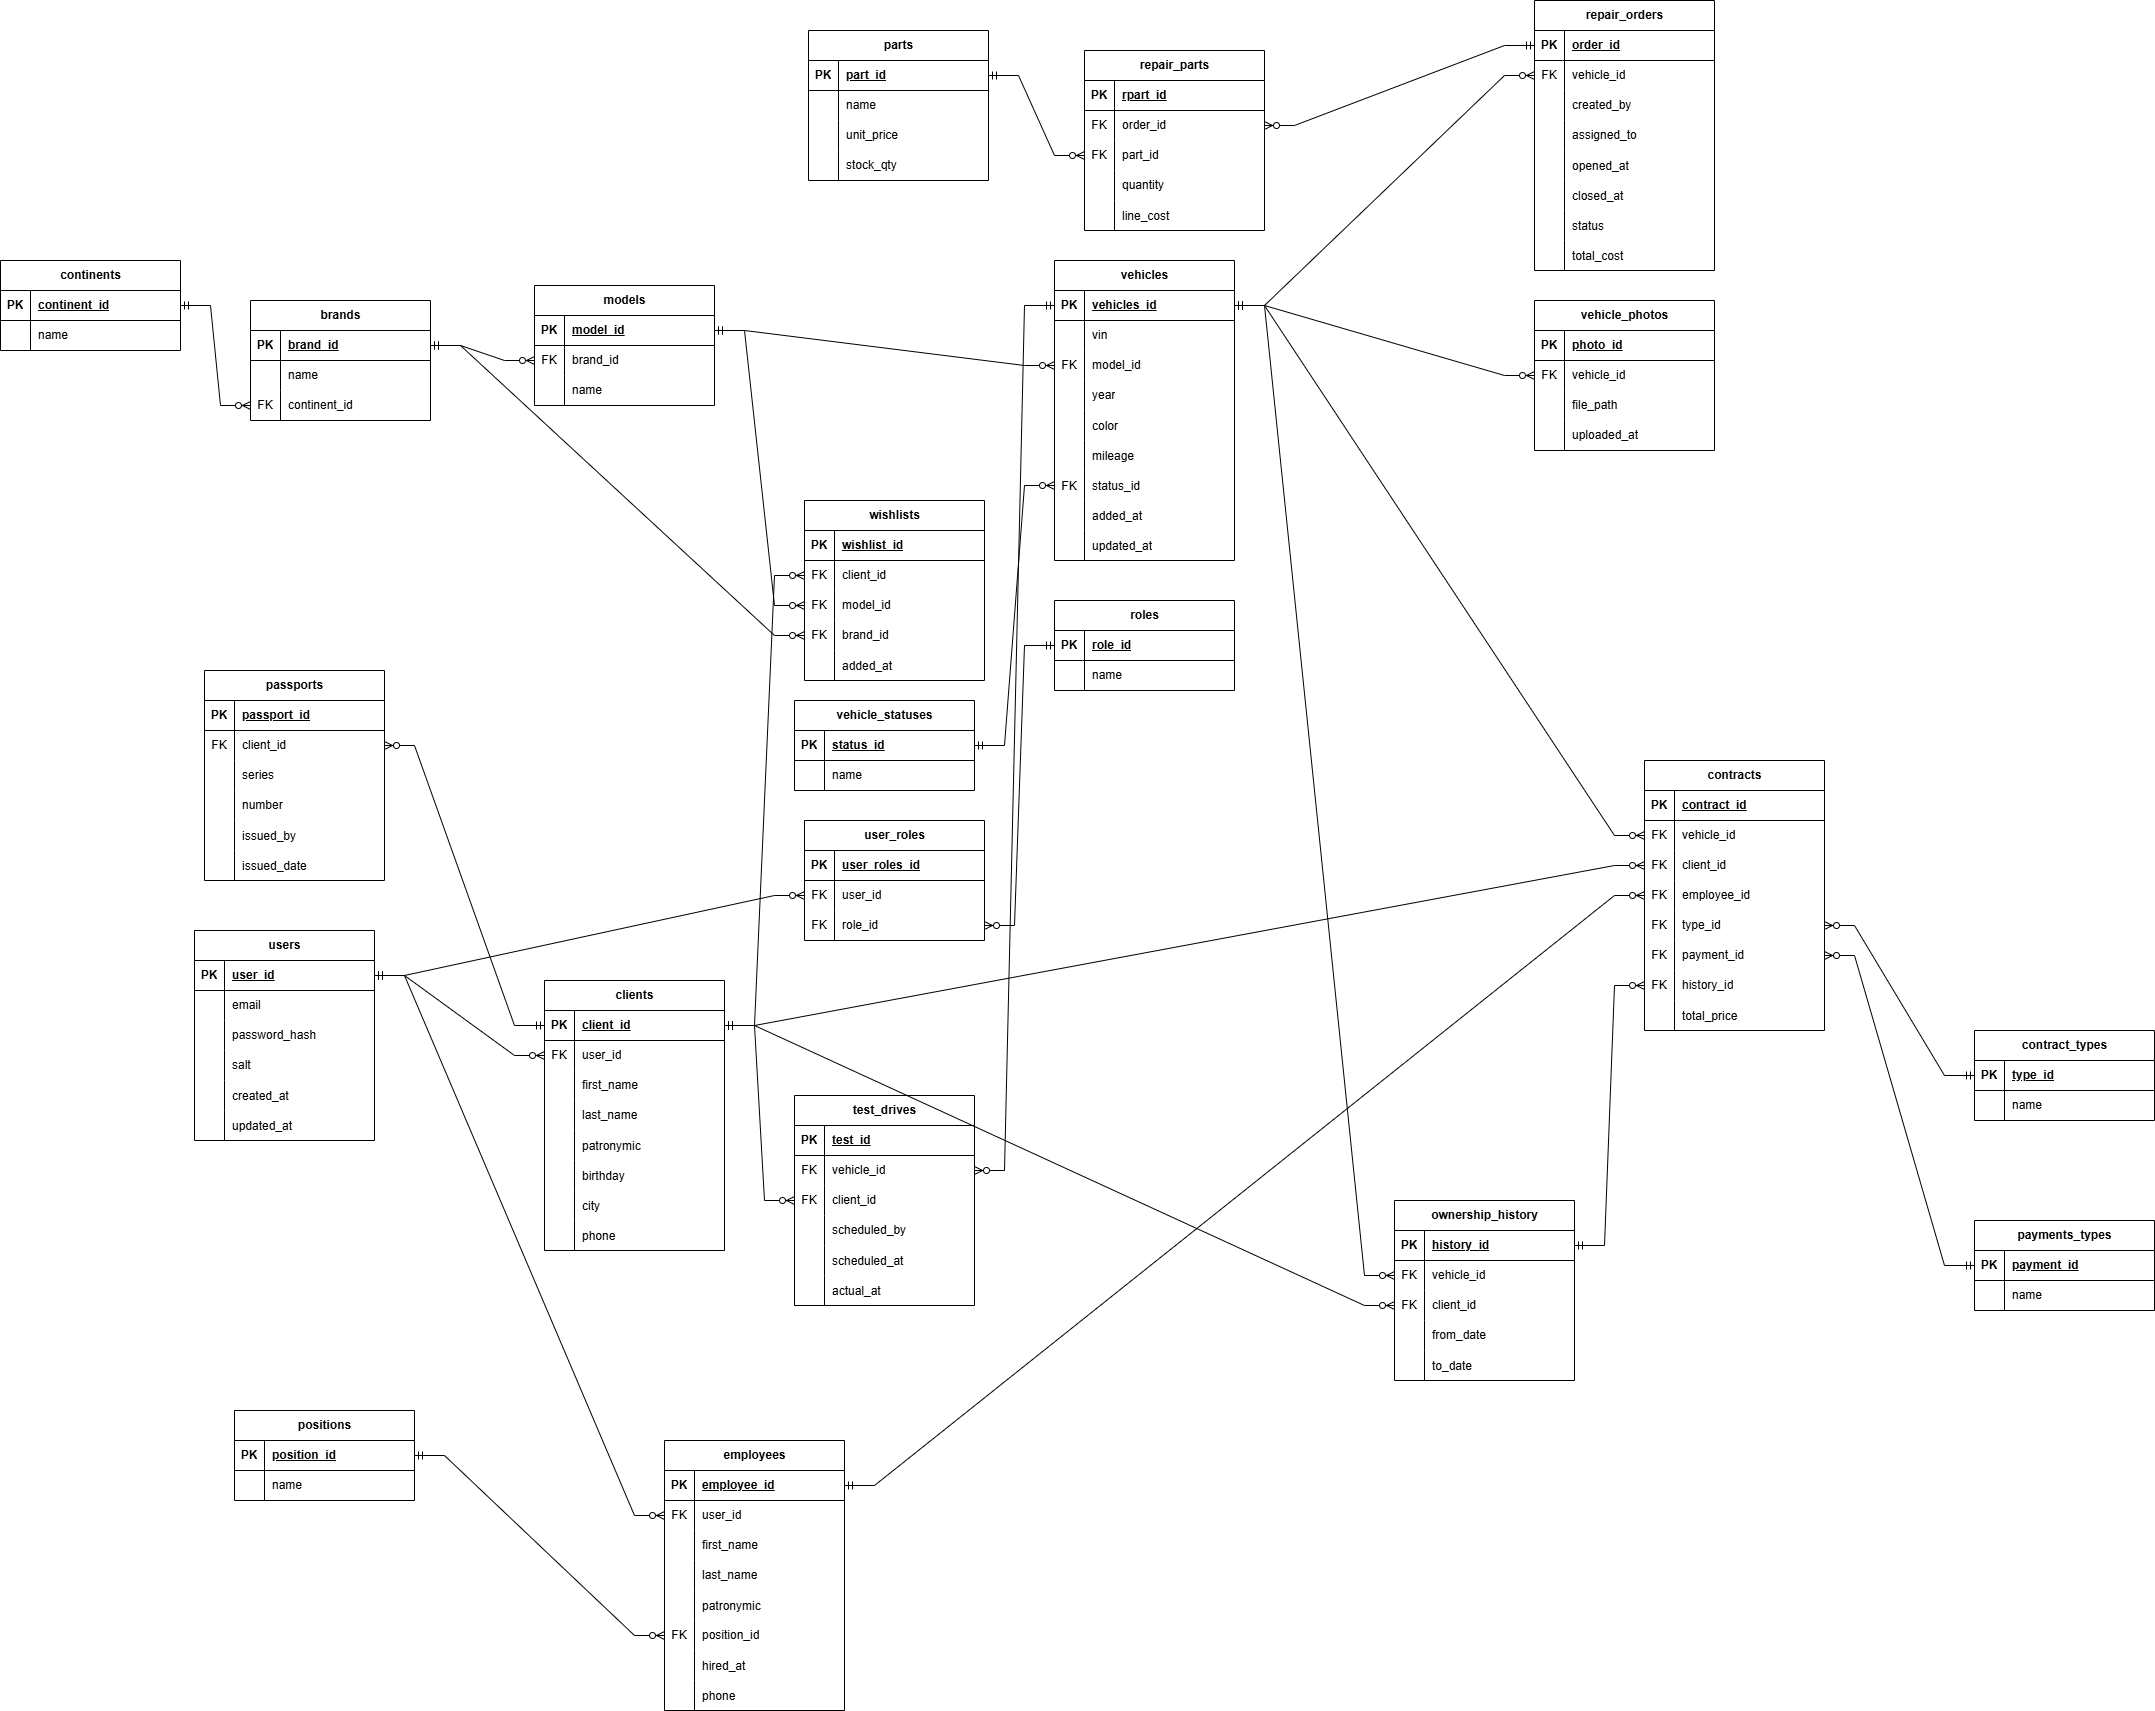 repair_orders
PK order_id
FK vehicle_id
created_by
assigned_to
opened_at
closed_at
status
total_cost
parts
PK part_id
name
unit_price
stock_qty
repair_parts
PK rpart_id
FK order_id
FK part_id
quantity
line_cost
continents
PK continent_id
name
brands
PK brand_id
name
FK continent_id
models
PK model_id
FK brand_id
name
vehicles
PK vehicles_id
vin
FK model_id
year
color
mileage
FK status_id
added_at
updated_at
vehicle_photos
PK photo_id
FK vehicle_id
file_path
uploaded_at
wishlists
PK wishlist_id
FK client_id
FK model_id
FK brand_id
added_at
roles
PK role_id
name
passports
PK passport_id
FK client_id
series
number
issued_by
issued_date
vehicle_statuses
PK status_id
name
contracts
PK contract_id
FK vehicle_id
FK client_id
FK employee_id
FK type_id
FK payment_id
FK history_id
total_price
user_roles
PK user_roles_id
FK user_id
FK role_id
users
PK user_id
email
password_hash
salt
created_at
updated_at
clients
PK client_id
FK user_id
first_name
last_name
patronymic
birthday
city
phone
contract_types
PK type_id
name
test_drives
PK test_id
FK vehicle_id
FK client_id
scheduled_by
scheduled_at
actual_at
ownership_history
PK history_id
FK vehicle_id
FK client_id
from_date
to_date
payments_types
PK payment_id
name
positions
PK position_id
name
employees
PK employee_id
FK user_id
first_name
last_name
patronymic
FK position_id
hired_at
phone